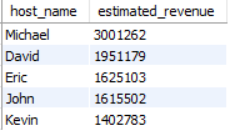 host_name estimated_revenue
Michael 3001262
David 1951179
Eric 1625103
John 1615502
Kevin 1402783